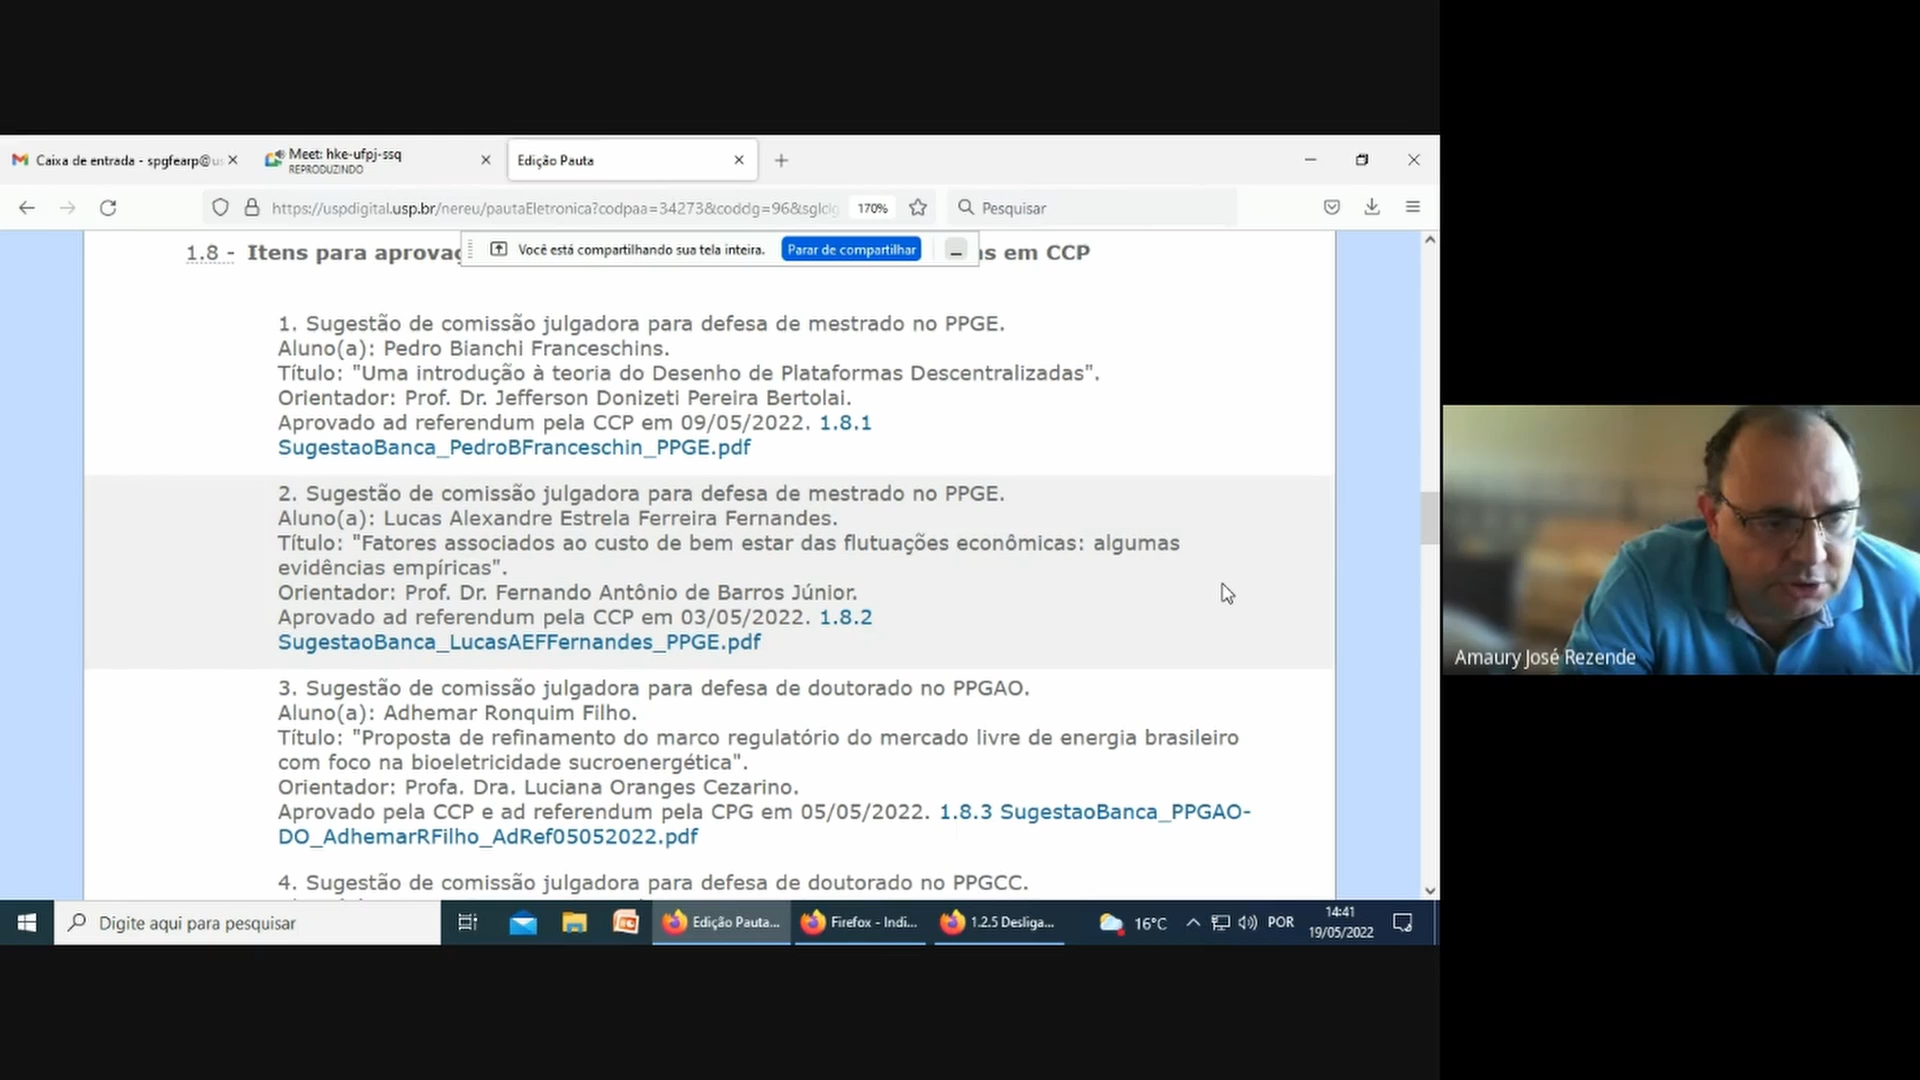 Caixa de entrada - spgfearp@u
Meet: hke-ufpj-ssq
REPRODUZINDO
Edição Pauta
https://uspdigital.usp.br/nereu/pautaEletronica?codpaa=34273&codclg=96&sglclg
170%
Pesquisar
Você está compartilhando sua tela inteira.
Parar de compartilhar
1.8 - Itens para aprovaç
s em CCP
1. Sugestão de comissão julgadora para defesa de mestrado no PPGE.
Aluno(a): Pedro Bianchi Franceschins.
Título: "Uma introdução à teoria do Desenho de Plataformas Descentralizadas".
Orientador: Prof. Dr. Jefferson Donizeti Pereira Bertolai.
Aprovado ad referendum pela CCP em 09/05/2022. 1.8.1
SugestaoBanca_PedroBFranceschin_PPGE.pdf
2. Sugestão de comissão julgadora para defesa de mestrado no PPGE.
Aluno(a): Lucas Alexandre Estrela Ferreira Fernandes.
Título: "Fatores associados ao custo de bem estar das flutuações econômicas: algumas
evidências empíricas".
Orientador: Prof. Dr. Fernando Antônio de Barros Júnior.
Aprovado ad referendum pela CCP em 03/05/2022. 1.8.2
SugestaoBanca_LucasAEFFernandes_PPGE.pdf
3. Sugestão de comissão julgadora para defesa de doutorado no PPGAO.
Aluno(a): Adhemar Ronquim Filho.
Título: "Proposta de refinamento do marco regulatório do mercado livre de energia brasileiro
com foco na bioeletricidade sucroenergética".
Orientador: Profa. Dra. Luciana Oranges Cezarino.
Aprovado pela CCP e ad referendum pela CPG em 05/05/2022. 1.8.3 SugestaoBanca_PPGAO-
DO_AdhemarRFilho_AdRef05052022.pdf
4. Sugestão de comissão julgadora para defesa de doutorado no PPGCC.
Amaury José Rezende
Digite aqui para pesquisar
Edição Pauta...
Firefox - Indi...
1.2.5 Desliga...
16°C
POR
14:41
19/05/2022